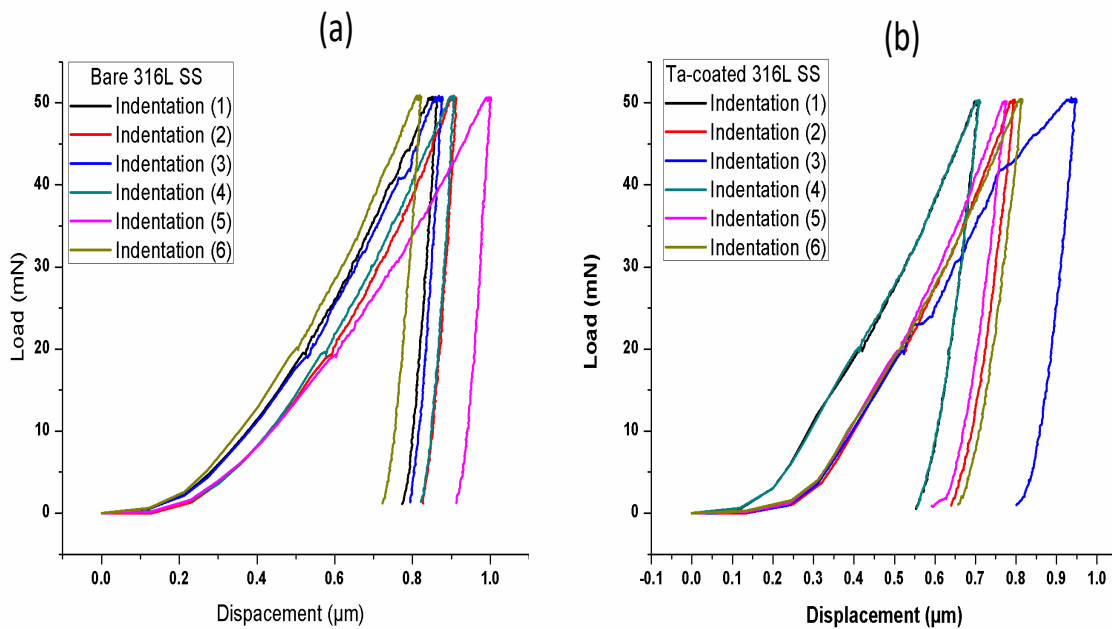 (a)
Bare 316L SS
Indentation (1)
Indentation (2)
Indentation (3)
Indentation (4)
Indentation (5)
Indentation (6)
50
40
30
20
10
0
Load (mN)
0.0 0.2 0.4 0.6 0.8 1.0
Dispacement (µm)
(b)
Ta-coated 316L SS
Indentation (1)
Indentation (2)
Indentation (3)
Indentation (4)
Indentation (5)
Indentation (6)
50
40
30
20
10
0
Load (mN)
-0.1 0.0 0.1 0.2 0.3 0.4 0.5 0.6 0.7 0.8 0.9 1.0
Displacement (µm)